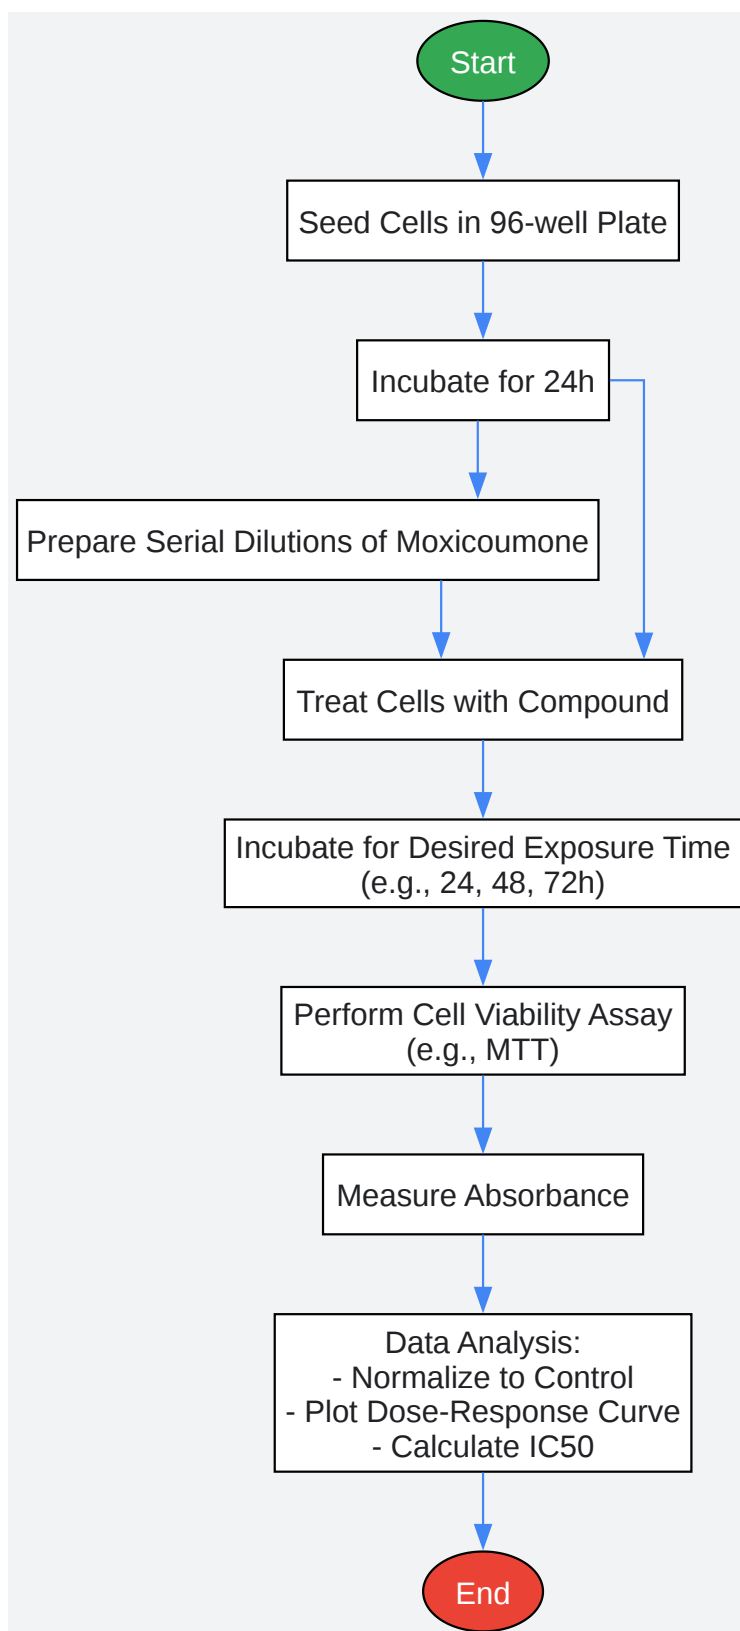 Start
Seed Cells in 96-well Plate
Incubate for 24h
Prepare Serial Dilutions of Moxicoumone
Treat Cells with Compound
Incubate for Desired Exposure Time
(e.g., 24, 48, 72h)
Perform Cell Viability Assay
(e.g., MTT)
Measure Absorbance
Data Analysis:
- Normalize to Control
- Plot Dose-Response Curve
- Calculate IC50
End